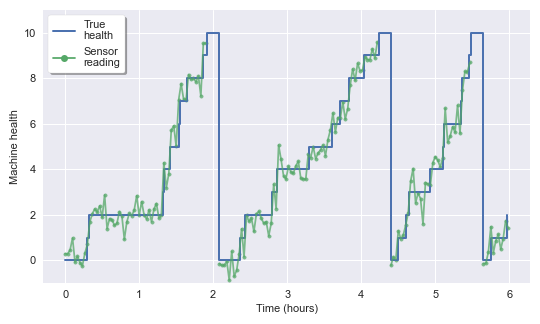 True
health
Sensor
reading
Machine health
10
8
6
4
2
0
0 1 2 3 4 5 6
Time (hours)